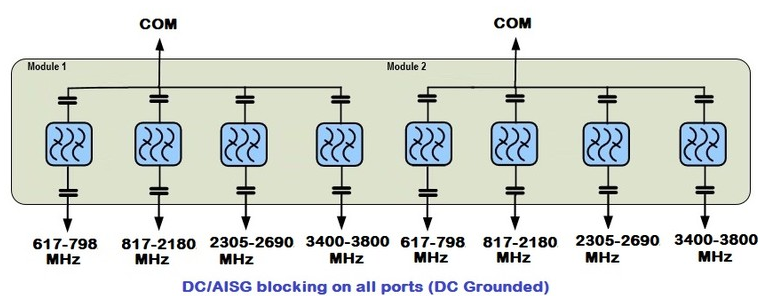 COM COM
Module 1 Module 2
617-798 817-2180 2305-2690 3400-3800 617-798 817-2180 2305-2690 3400-3800
MHz MHz MHz MHz MHz MHz MHz MHz
DC/AISG blocking on all ports (DC Grounded)